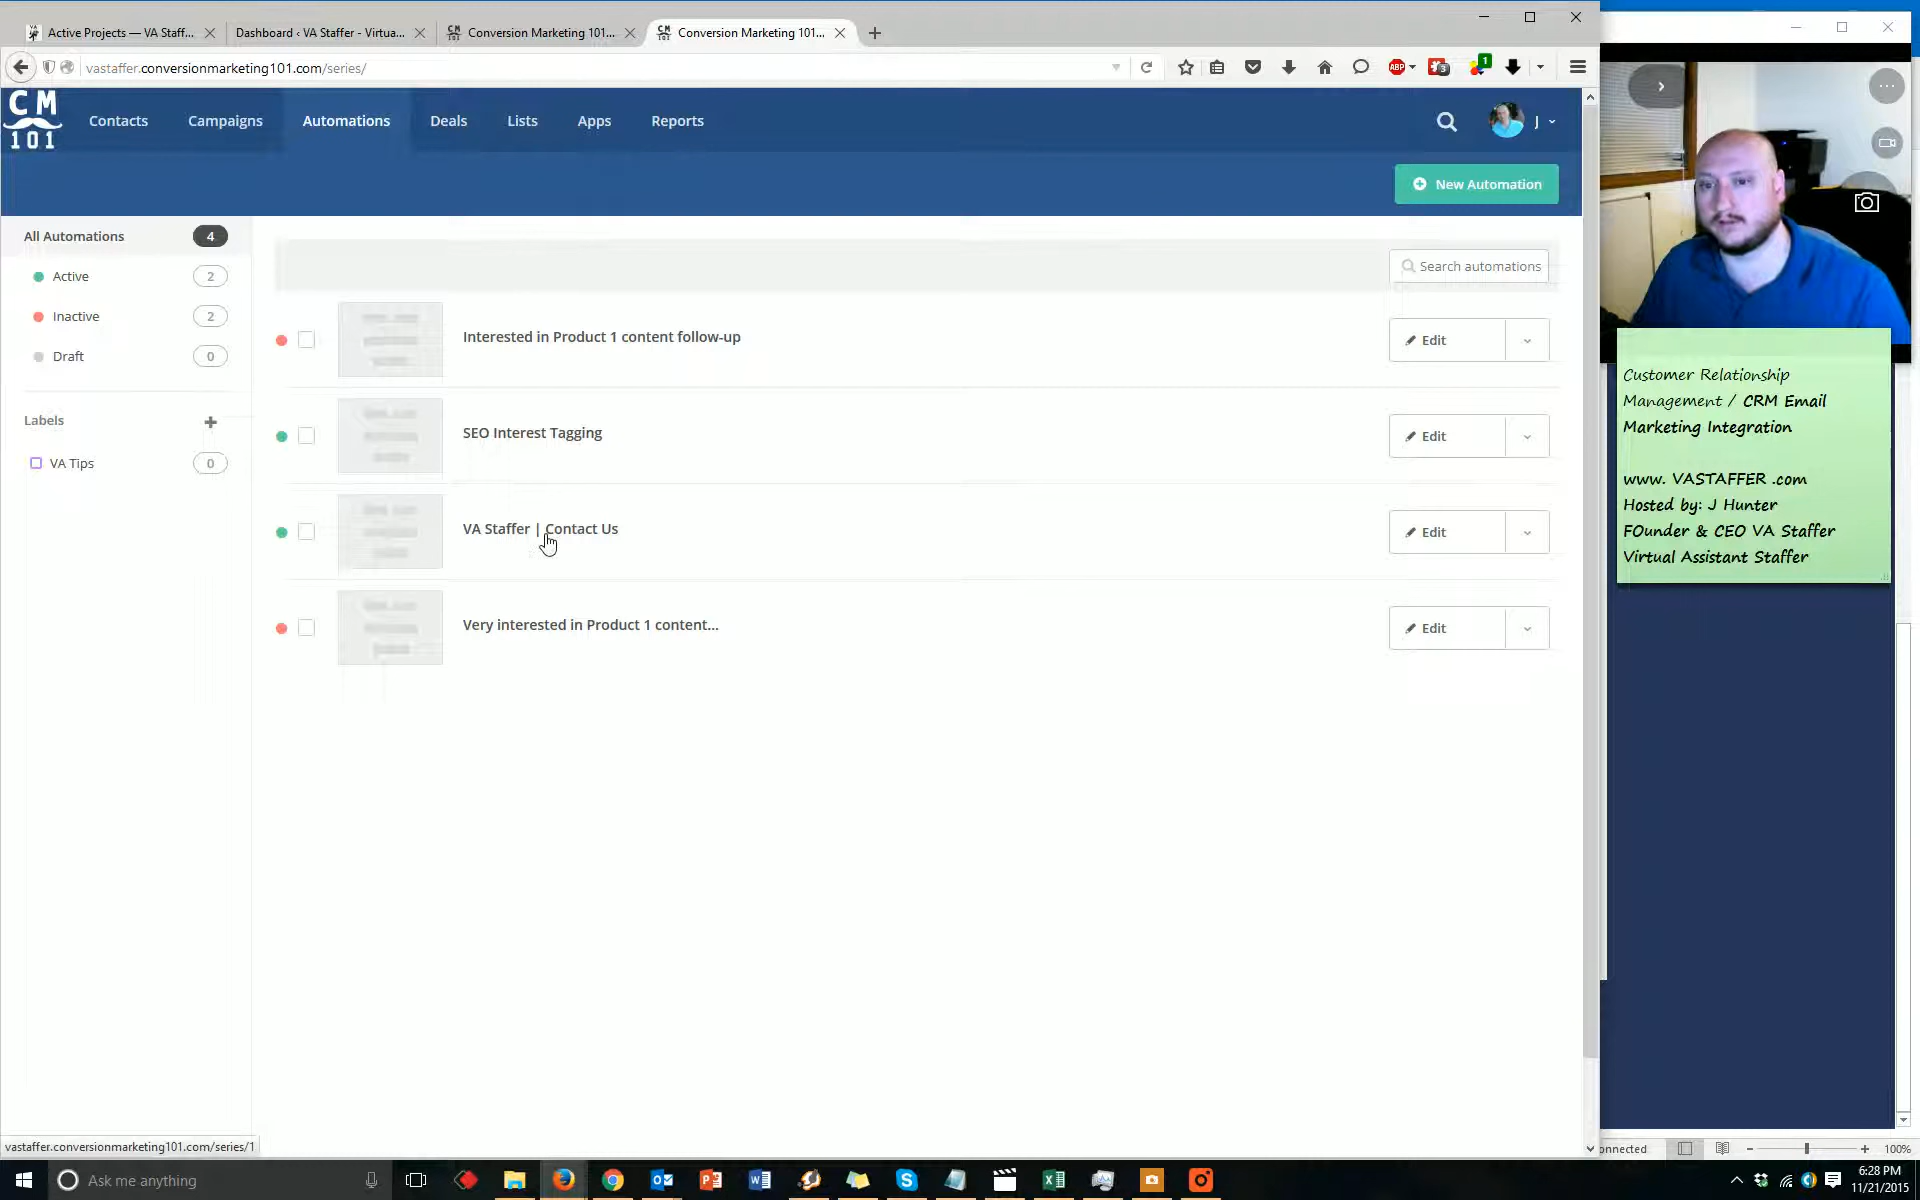 Active Projects — VA Staff...
Dashboard ‹ VA Staffer - Virtua...
Conversion Marketing 101...
Conversion Marketing 101...
vastaffer.conversionmarketing101.com/series/
ABP
3
1
CM
101
Contacts
Campaigns
Automations
Deals
Lists
Apps
Reports
J
New Automation
All Automations 4
Active 2
Inactive 2
Draft 0
Labels +
VA Tips 0
Search automations
Interested in Product 1 content follow-up
Edit
SEO Interest Tagging
Edit
VA Staffer | Contact Us
Edit
Very interested in Product 1 content...
Edit
Customer Relationship
Management / CRM Email
Marketing Integration
www. VASTAFFER .com
Hosted by: J Hunter
FOunder & CEO VA Staffer
Virtual Assistant Staffer
vastaffer.conversionmarketing101.com/series/1
onnected
100%
Ask me anything
6:28 PM
11/21/2015